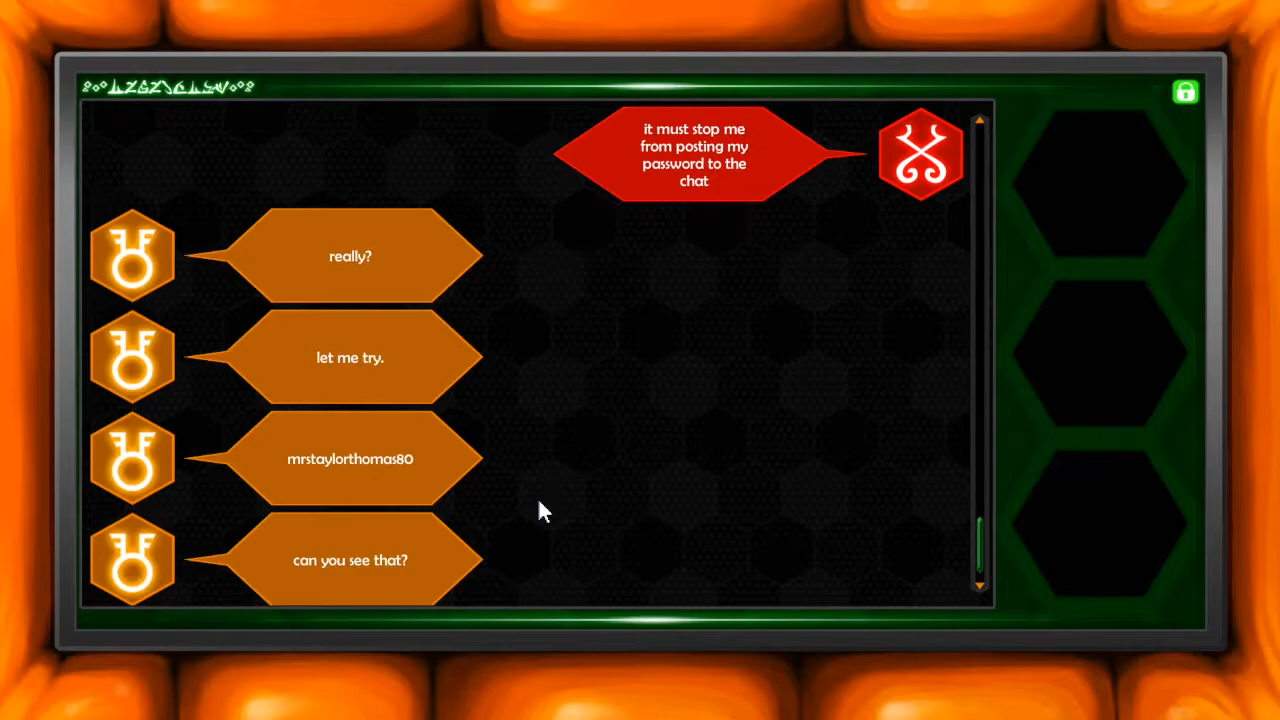 it must stop me
from posting my
password to the
chat
really?
let me try.
mrstaylorthomas80
can you see that?